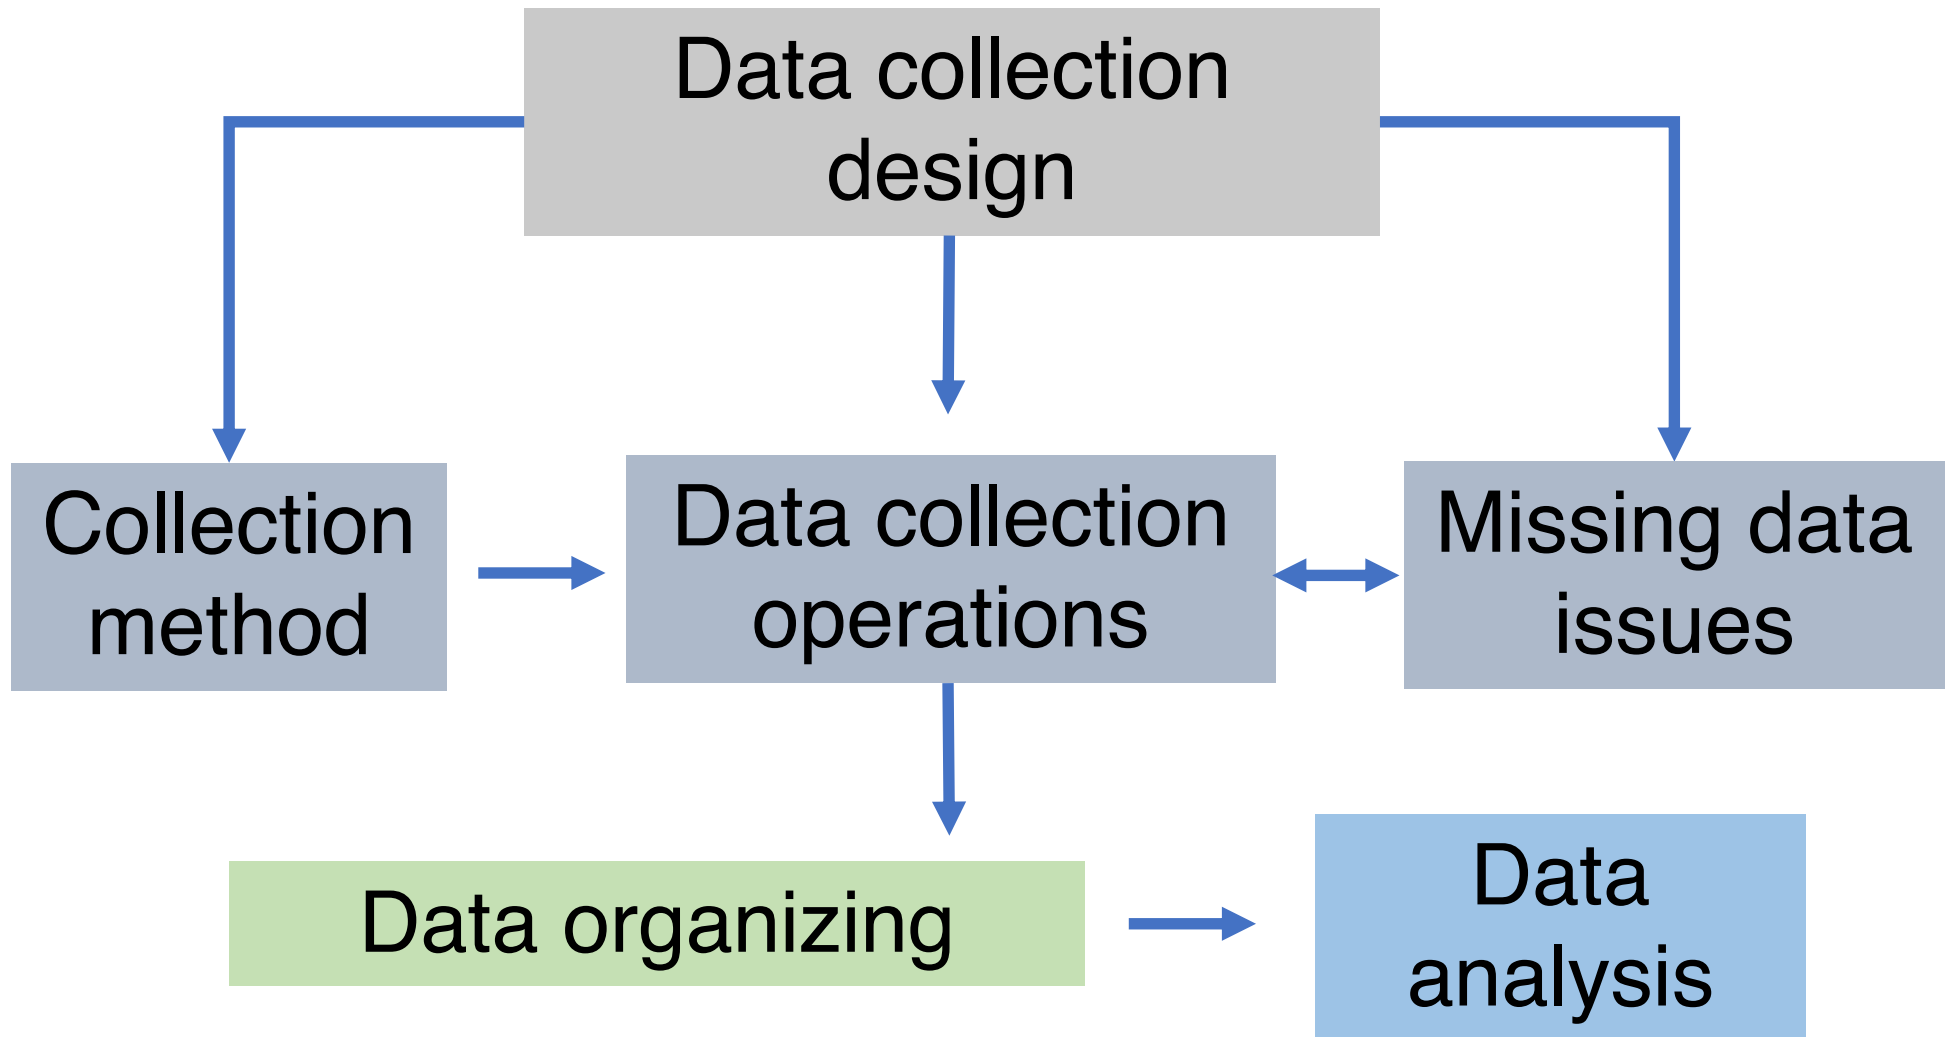 Data collection
design
Collection
method
Data collection
operations
Missing data
issues
Data organizing
Data
analysis